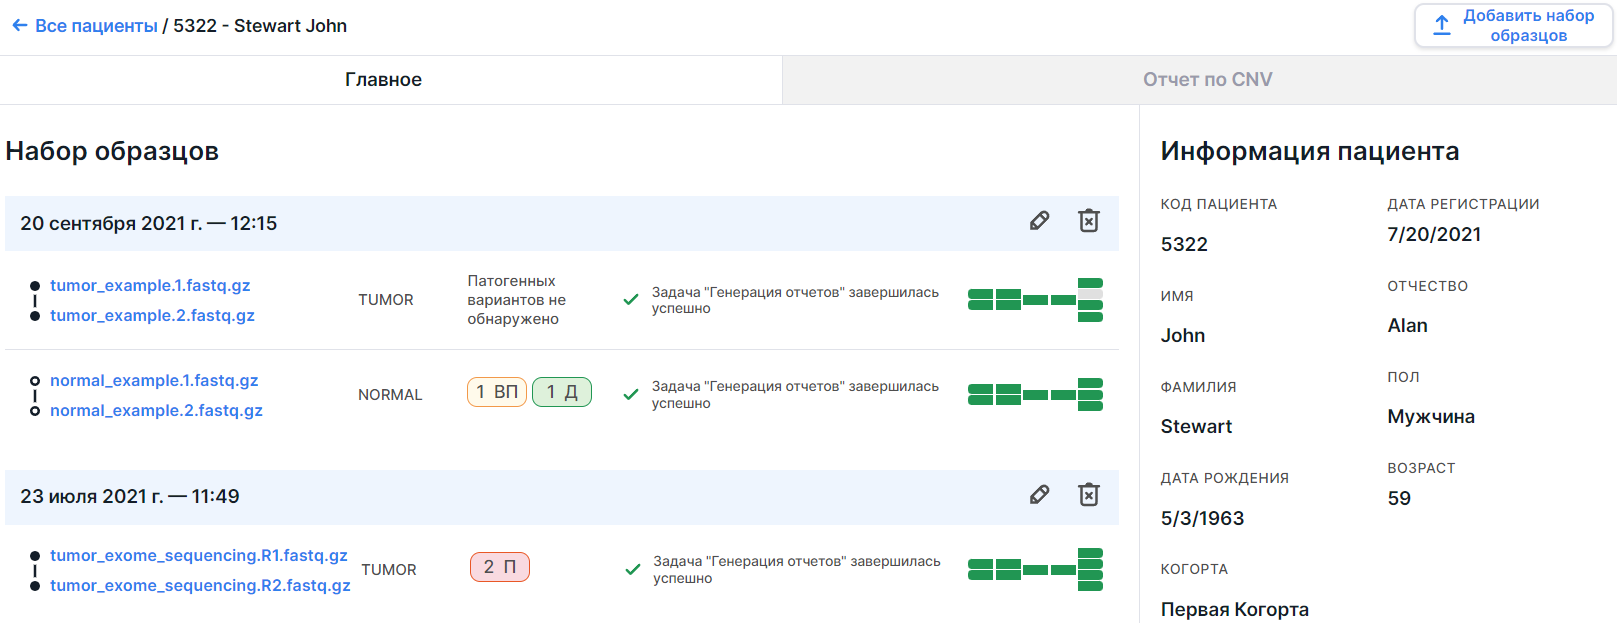 ← Все пациенты / 5322 - Stewart John
Добавить набор
образцов
Главное
Отчет по CNV
Набор образцов
20 сентября 2021 г. — 12:15
tumor_example.1.fastq.gz
tumor_example.2.fastq.gz
TUMOR
Патогенных
вариантов не
обнаружено
Задача "Генерация отчетов" завершилась
успешно
normal_example.1.fastq.gz
normal_example.2.fastq.gz
NORMAL
1 ВП
1 Д
Задача "Генерация отчетов" завершилась
успешно
23 июля 2021 г. — 11:49
tumor_exome_sequencing.R1.fastq.gz
tumor_exome_sequencing.R2.fastq.gz
TUMOR
2 П
Задача "Генерация отчетов" завершилась
успешно
Информация пациента
КОД ПАЦИЕНТА
5322
ДАТА РЕГИСТРАЦИИ
7/20/2021
ИМЯ
John
ОТЧЕСТВО
Alan
ФАМИЛИЯ
Stewart
ПОЛ
Мужчина
ДАТА РОЖДЕНИЯ
5/3/1963
ВОЗРАСТ
59
КОГОРТА
Первая Когорта